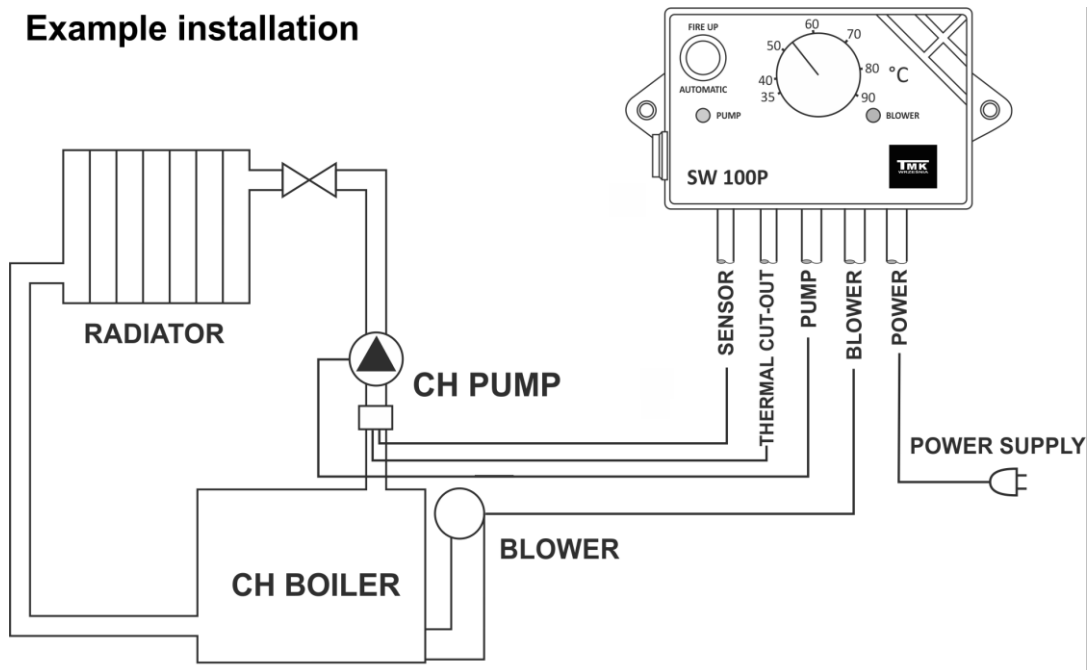 Example installation
FIRE UP
AUTOMATIC
PUMP
35
40
50
60
70
80
90
°C
BLOWER
SW 100P
TMK
WRZEŚNIA
SENSOR
THERMAL CUT-OUT
PUMP
BLOWER
POWER
RADIATOR
CH PUMP
POWER SUPPLY
BLOWER
CH BOILER